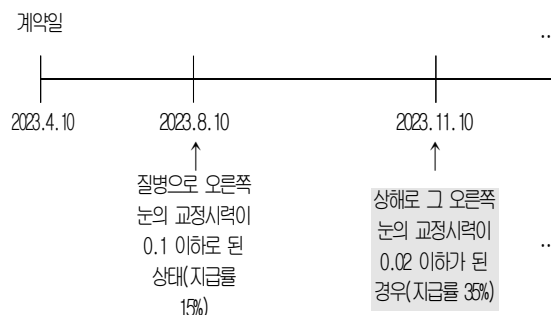 계약일
..
2023.4.10
2023.8.10
2023.11.10
질병으로 오른쪽
눈의 교정시력이
0.1 이하로 된
상태(지급률
15%)
상해로 그 오른쪽
눈의 교정시력이
0.02 이하가 된
경우(지급률 35%)
..